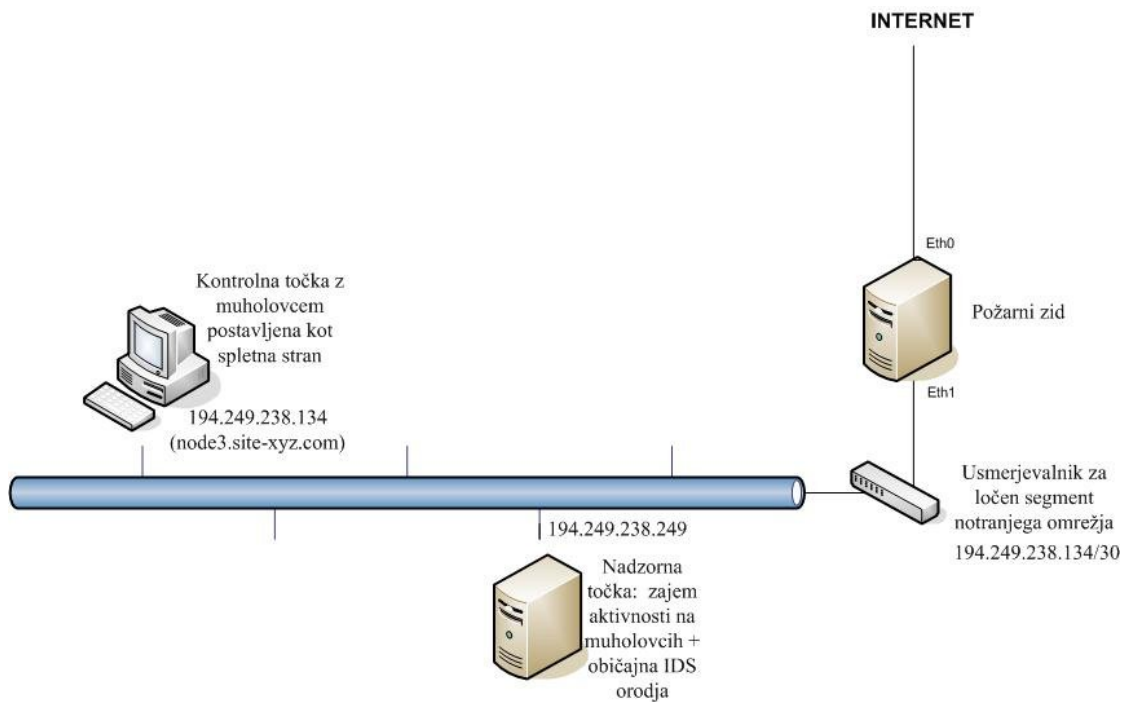 INTERNET
Eth0
Požarni zid
Eth1
Kontrolna točka z
muholovcem
postavljena kot
spletna stran
194.249.238.134
(node3.site-xyz.com)
Usmerjevalnik za
ločen segment
notranjega omrežja
194.249.238.134/30
194.249.238.249
Nadzorna
točka: zajem
aktivnosti na
muholovcih +
običajna IDS
orodja